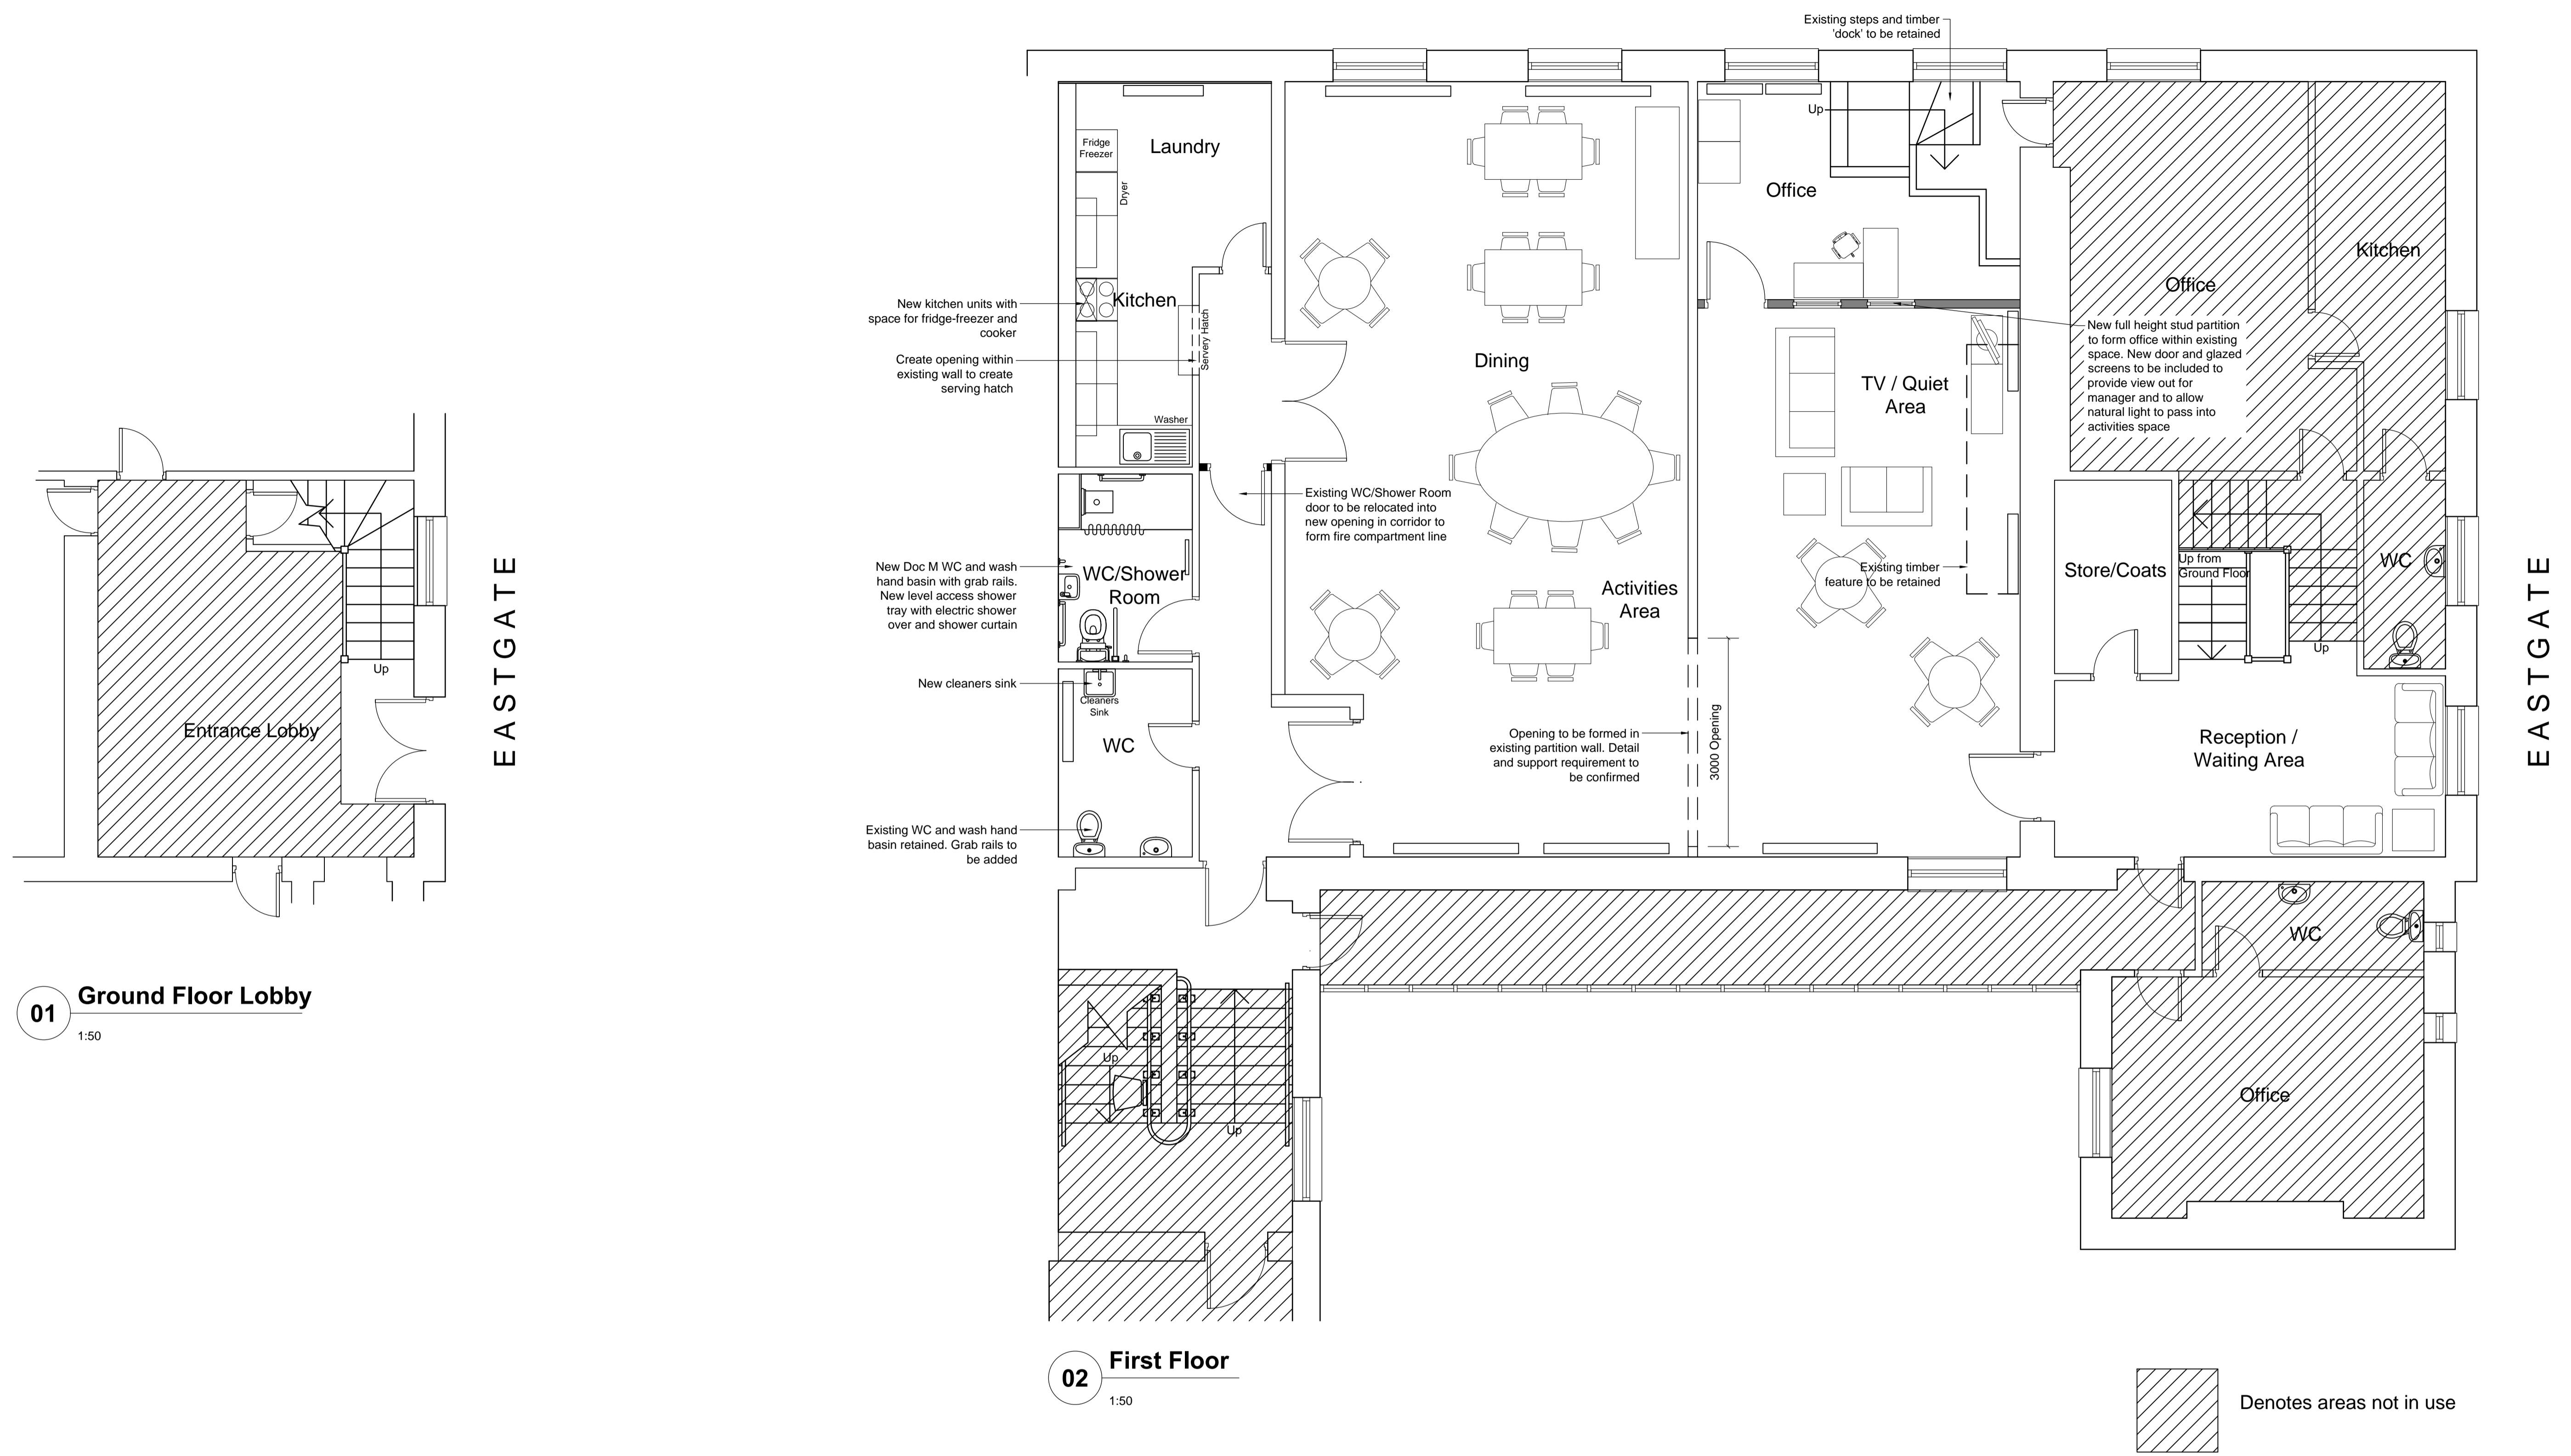 Existing steps and timber
'dock' to be retained
Up
Laundry
Fridge
Freezer
Dryer
Office
Kitchen
Office
New kitchen units with
space for fridge-freezer and
cooker
Kitchen
Servery Hatch
Create opening within
existing wall to create
serving hatch
Washer
Dining
TV / Quiet
Area
New full height stud partition
to form office within existing
space. New door and glazed
screens to be included to
provide view out for
manager and to allow
natural light to pass into
activities space
Existing WC/Shower Room
door to be relocated into
new opening in corridor to
form fire compartment line
New Doc M WC and wash
hand basin with grab rails.
New level access shower
tray with electric shower
over and shower curtain
WC/Shower
Room
Activities
Area
Existing timber
feature to be retained
Store/Coats
Up from
Ground Floor
Up
WC
EASTGATE
New cleaners sink
Cleaners
Sink
WC
Opening to be formed in
existing partition wall. Detail
and support requirement to
be confirmed
3000 Opening
Reception /
Waiting Area
Existing WC and wash hand
basin retained. Grab rails to
be added
WC
Office
Up
Up
Up
Entrance Lobby
EASTGATE
01
Ground Floor Lobby
1:50
02
First Floor
1:50
Denotes areas not in use